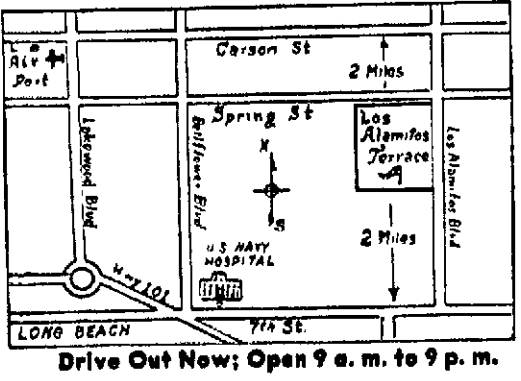 Carson St
L B
Air
Port
2 Miles
Spring St
Los
Alamitos
Terrace
Lakewood Blvd
Bellflower Blvd
Los Alamitos Blvd
N
S
2 Miles
U S NAVY
HOSPITAL
Hwy 101
LONG BEACH
7th St.
Drive Out Now; Open 9 a. m. to 9 p. m.